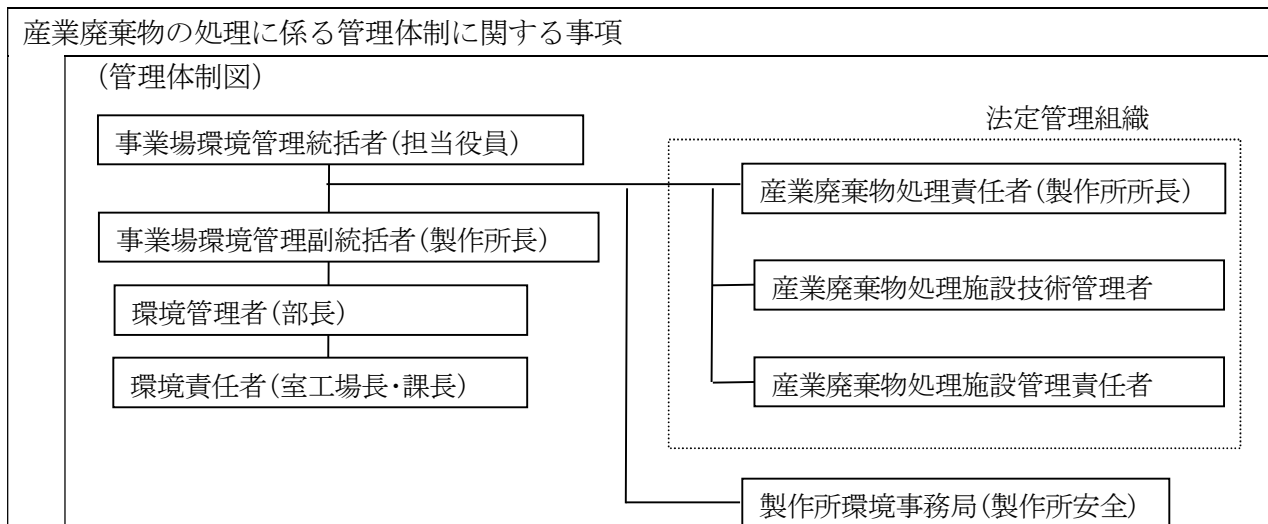 産業廃棄物の処理に係る管理体制に関する事項
(管理体制図)
事業場環境管理統括者(担当役員)
事業場環境管理副統括者(製作所長)
環境管理者(部長)
環境責任者(室工場長・課長)
法定管理組織
産業廃棄物処理責任者(製作所所長)
産業廃棄物処理施設技術管理者
産業廃棄物処理施設管理責任者
製作所環境事務局(製作所安全)